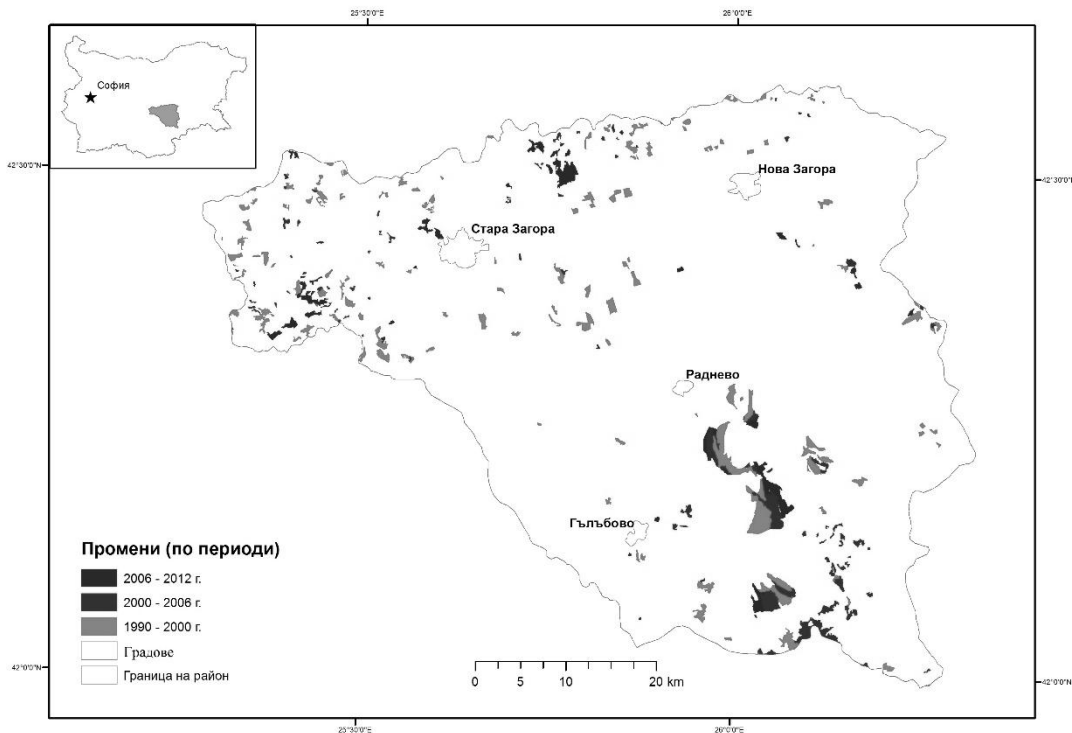 25°30'0"E
26°0'0"E
София
42°30'0"N
42°30'0"N
Нова Загора
Стара Загора
Раднево
Гълъбово
Промени (по периоди)
2006 - 2012 г.
2000 - 2006 г.
1990 - 2000 г.
Градове
Граница на район
0 5 10 20 km
42°0'0"N
42°0'0"N
25°30'0"E
26°0'0"E